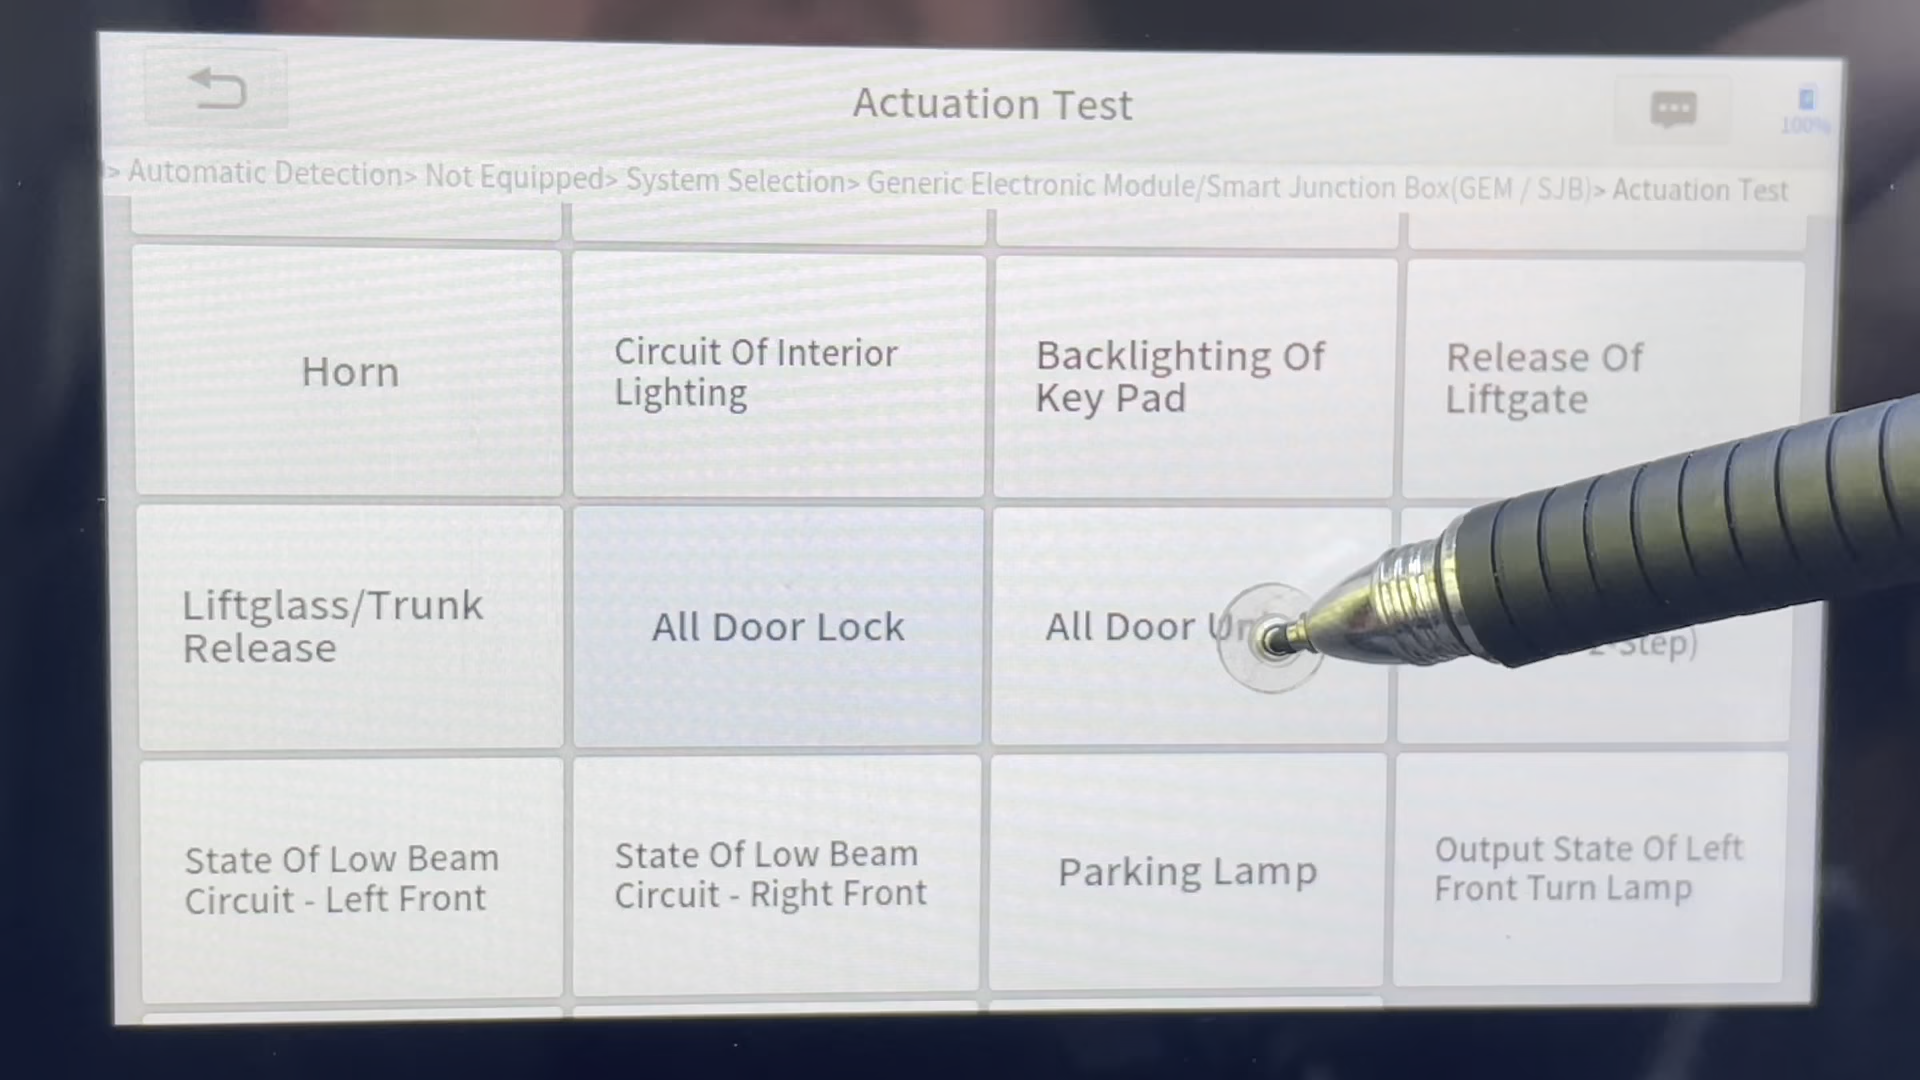 Actuation Test
100%
> Automatic Detection> Not Equipped> System Selection> Generic Electronic Module/Smart Junction Box(GEM / SJB)> Actuation Test
Horn
Circuit Of Interior
Lighting
Backlighting Of
Key Pad
Release Of
Liftgate
Liftglass/Trunk
Release
All Door Lock
All Door
Step)
State Of Low Beam
Circuit - Left Front
State Of Low Beam
Circuit - Right Front
Parking Lamp
Output State Of Left
Front Turn Lamp